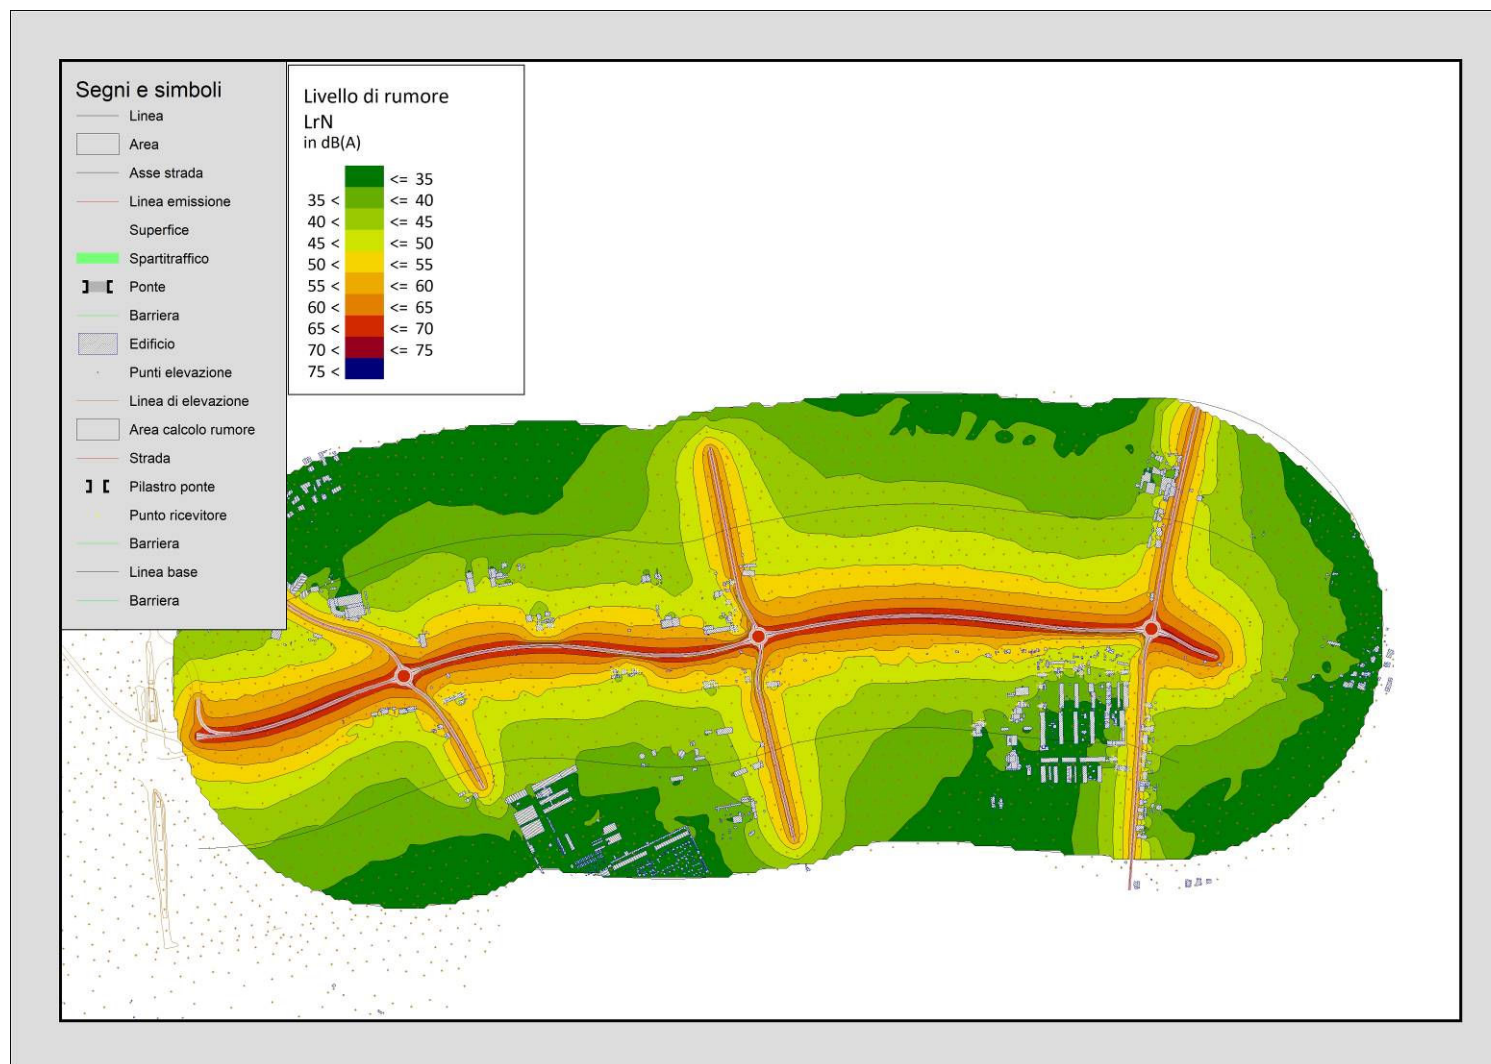 Segni e simboli
Linea
Area
Asse strada
Linea emissione
Superfice
Spartitraffico
Ponte
Barriera
Edificio
Punti elevazione
Linea di elevazione
Area calcolo rumore
Strada
Pilastro ponte
Punto ricevitore
Barriera
Linea base
Barriera
Livello di rumore
LrN
in dB(A)
<= 35
35 < <= 40
40 < <= 45
45 < <= 50
50 < <= 55
55 < <= 60
60 < <= 65
65 < <= 70
70 < <= 75
75 <